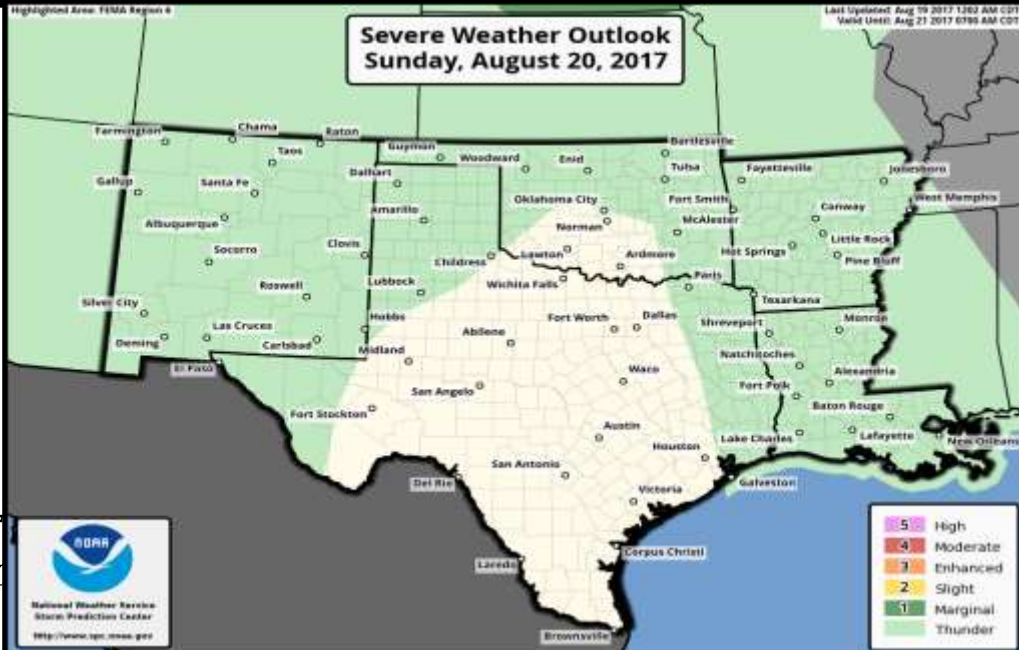 Highlighted Area: FEMA Region 6
Last Updated: Aug 19 2017 1202 AM CDT
Valid Until: Aug 21 2017 0700 AM CDT
Severe Weather Outlook
Sunday, August 20, 2017
Farmington
Chama
Raton
Taos
Guymon
Woodward
Enid
Bartlesville
Tulsa
Fayetteville
Jonesboro
Gallup
Santa Fe
Dalhart
Oklahoma City
Fort Smith
Conway
West Memphis
Albuquerque
Amarillo
Norman
McAlester
Little Rock
Socorro
Clovis
Childress
Lawton
Ardmore
Hot Springs
Pine Bluff
Roswell
Lubbock
Wichita Falls
Paris
Texarkana
Silver City
Las Cruces
Hobbs
Abilene
Fort Worth
Dallas
Shreveport
Monroe
Deming
Carlsbad
Midland
Natchitoches
El Paso
San Angelo
Waco
Fort Polk
Alexandria
Fort Stockton
Austin
Houston
Baton Rouge
Lake Charles
Lafayette
New Orleans
Del Rio
San Antonio
Victoria
Galveston
Laredo
Corpus Christi
Brownsville
NOAA
National Weather Service
Storm Prediction Center
http://www.spc.noaa.gov
5 High
4 Moderate
3 Enhanced
2 Slight
1 Marginal
Thunder